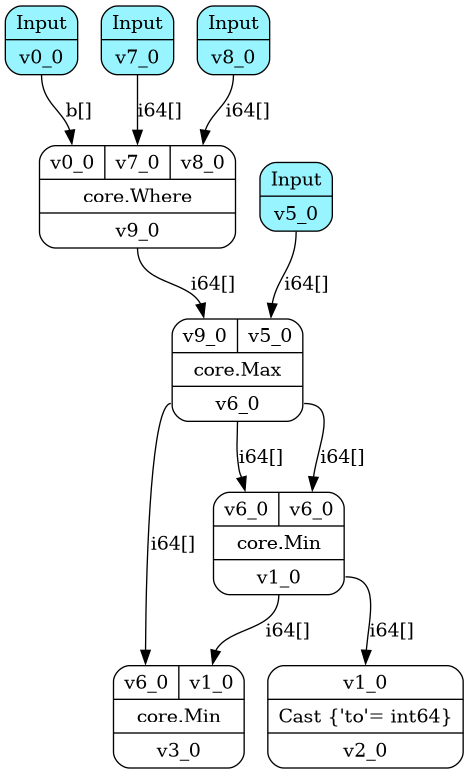 Input Input Input
v0_0 v7_0 v8_0
b[] i64[] i64[]
v0_0 v7_0 v8_0
core.Where
v9_0
Input
v5_0
i64[] i64[]
v9_0 v5_0
core.Max
v6_0
i64[] i64[]
v6_0 v6_0
core.Min
v1_0
i64[]
i64[] i64[]
v6_0 v1_0
core.Min
v3_0
v1_0
Cast {'to'= int64}
v2_0